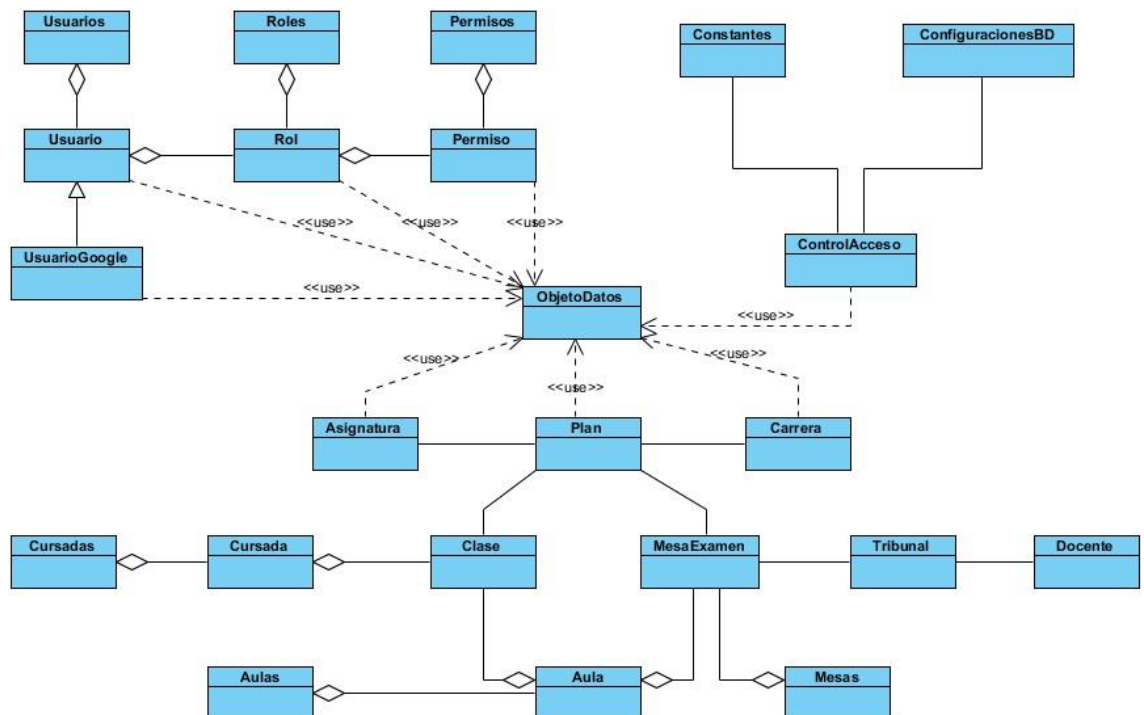 Usuarios
Roles
Permisos
Constantes
ConfiguracionesBD
Usuario
Rol
Permiso
<<use>>
<<use>>
<<use>>
UsuarioGoogle
ControlAcceso
<<use>>
ObjetoDatos
<<use>>
<<use>>
<<use>>
<<use>>
Asignatura
Plan
Carrera
Cursadas
Cursada
Clase
MesaExamen
Tribunal
Docente
Aulas
Aula
Mesas